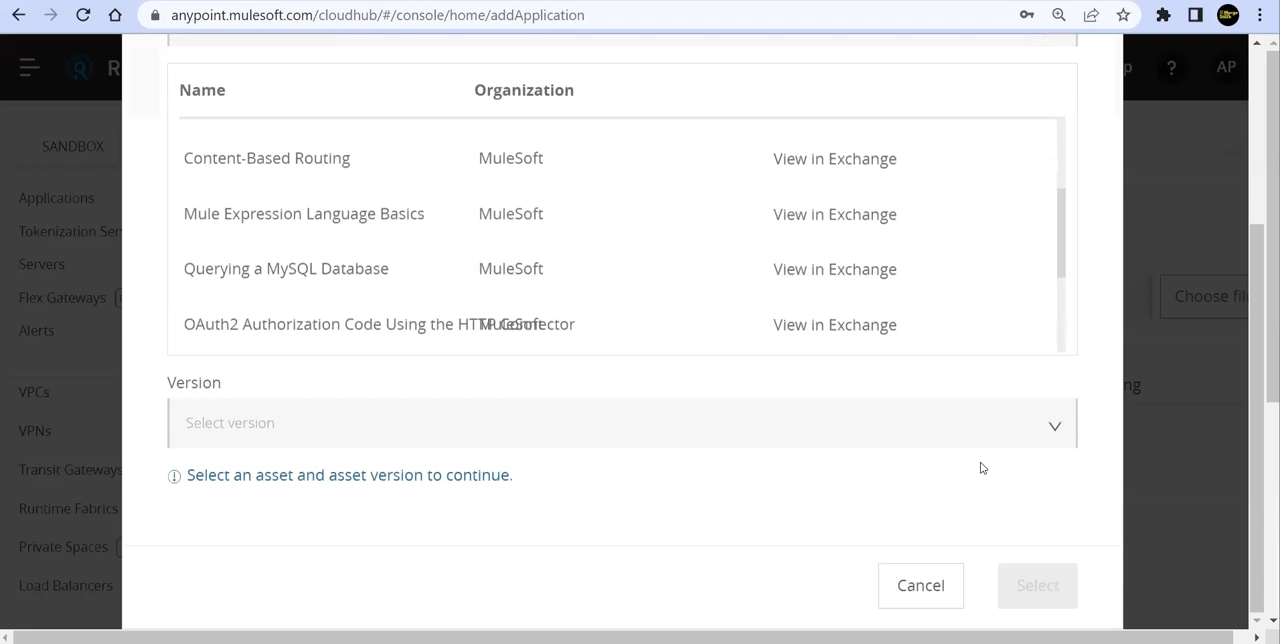 anypoint.mulesoft.com/cloudhub/#/console/home/addApplication
R
p
?
AP
Name Organization
SANDBOX
Content-Based Routing MuleSoft View in Exchange
Applications
Mule Expression Language Basics MuleSoft View in Exchange
Tokenization Ser
Servers
Querying a MySQL Database MuleSoft View in Exchange
Flex Gateways
Choose file
OAuth2 Authorization Code Using the HTTP Connector MuleSoft View in Exchange
Alerts
Version
ng
VPCs
Select version
VPNs
Transit Gateways
Select an asset and asset version to continue.
Runtime Fabrics
Private Spaces
Load Balancers
Cancel
Select